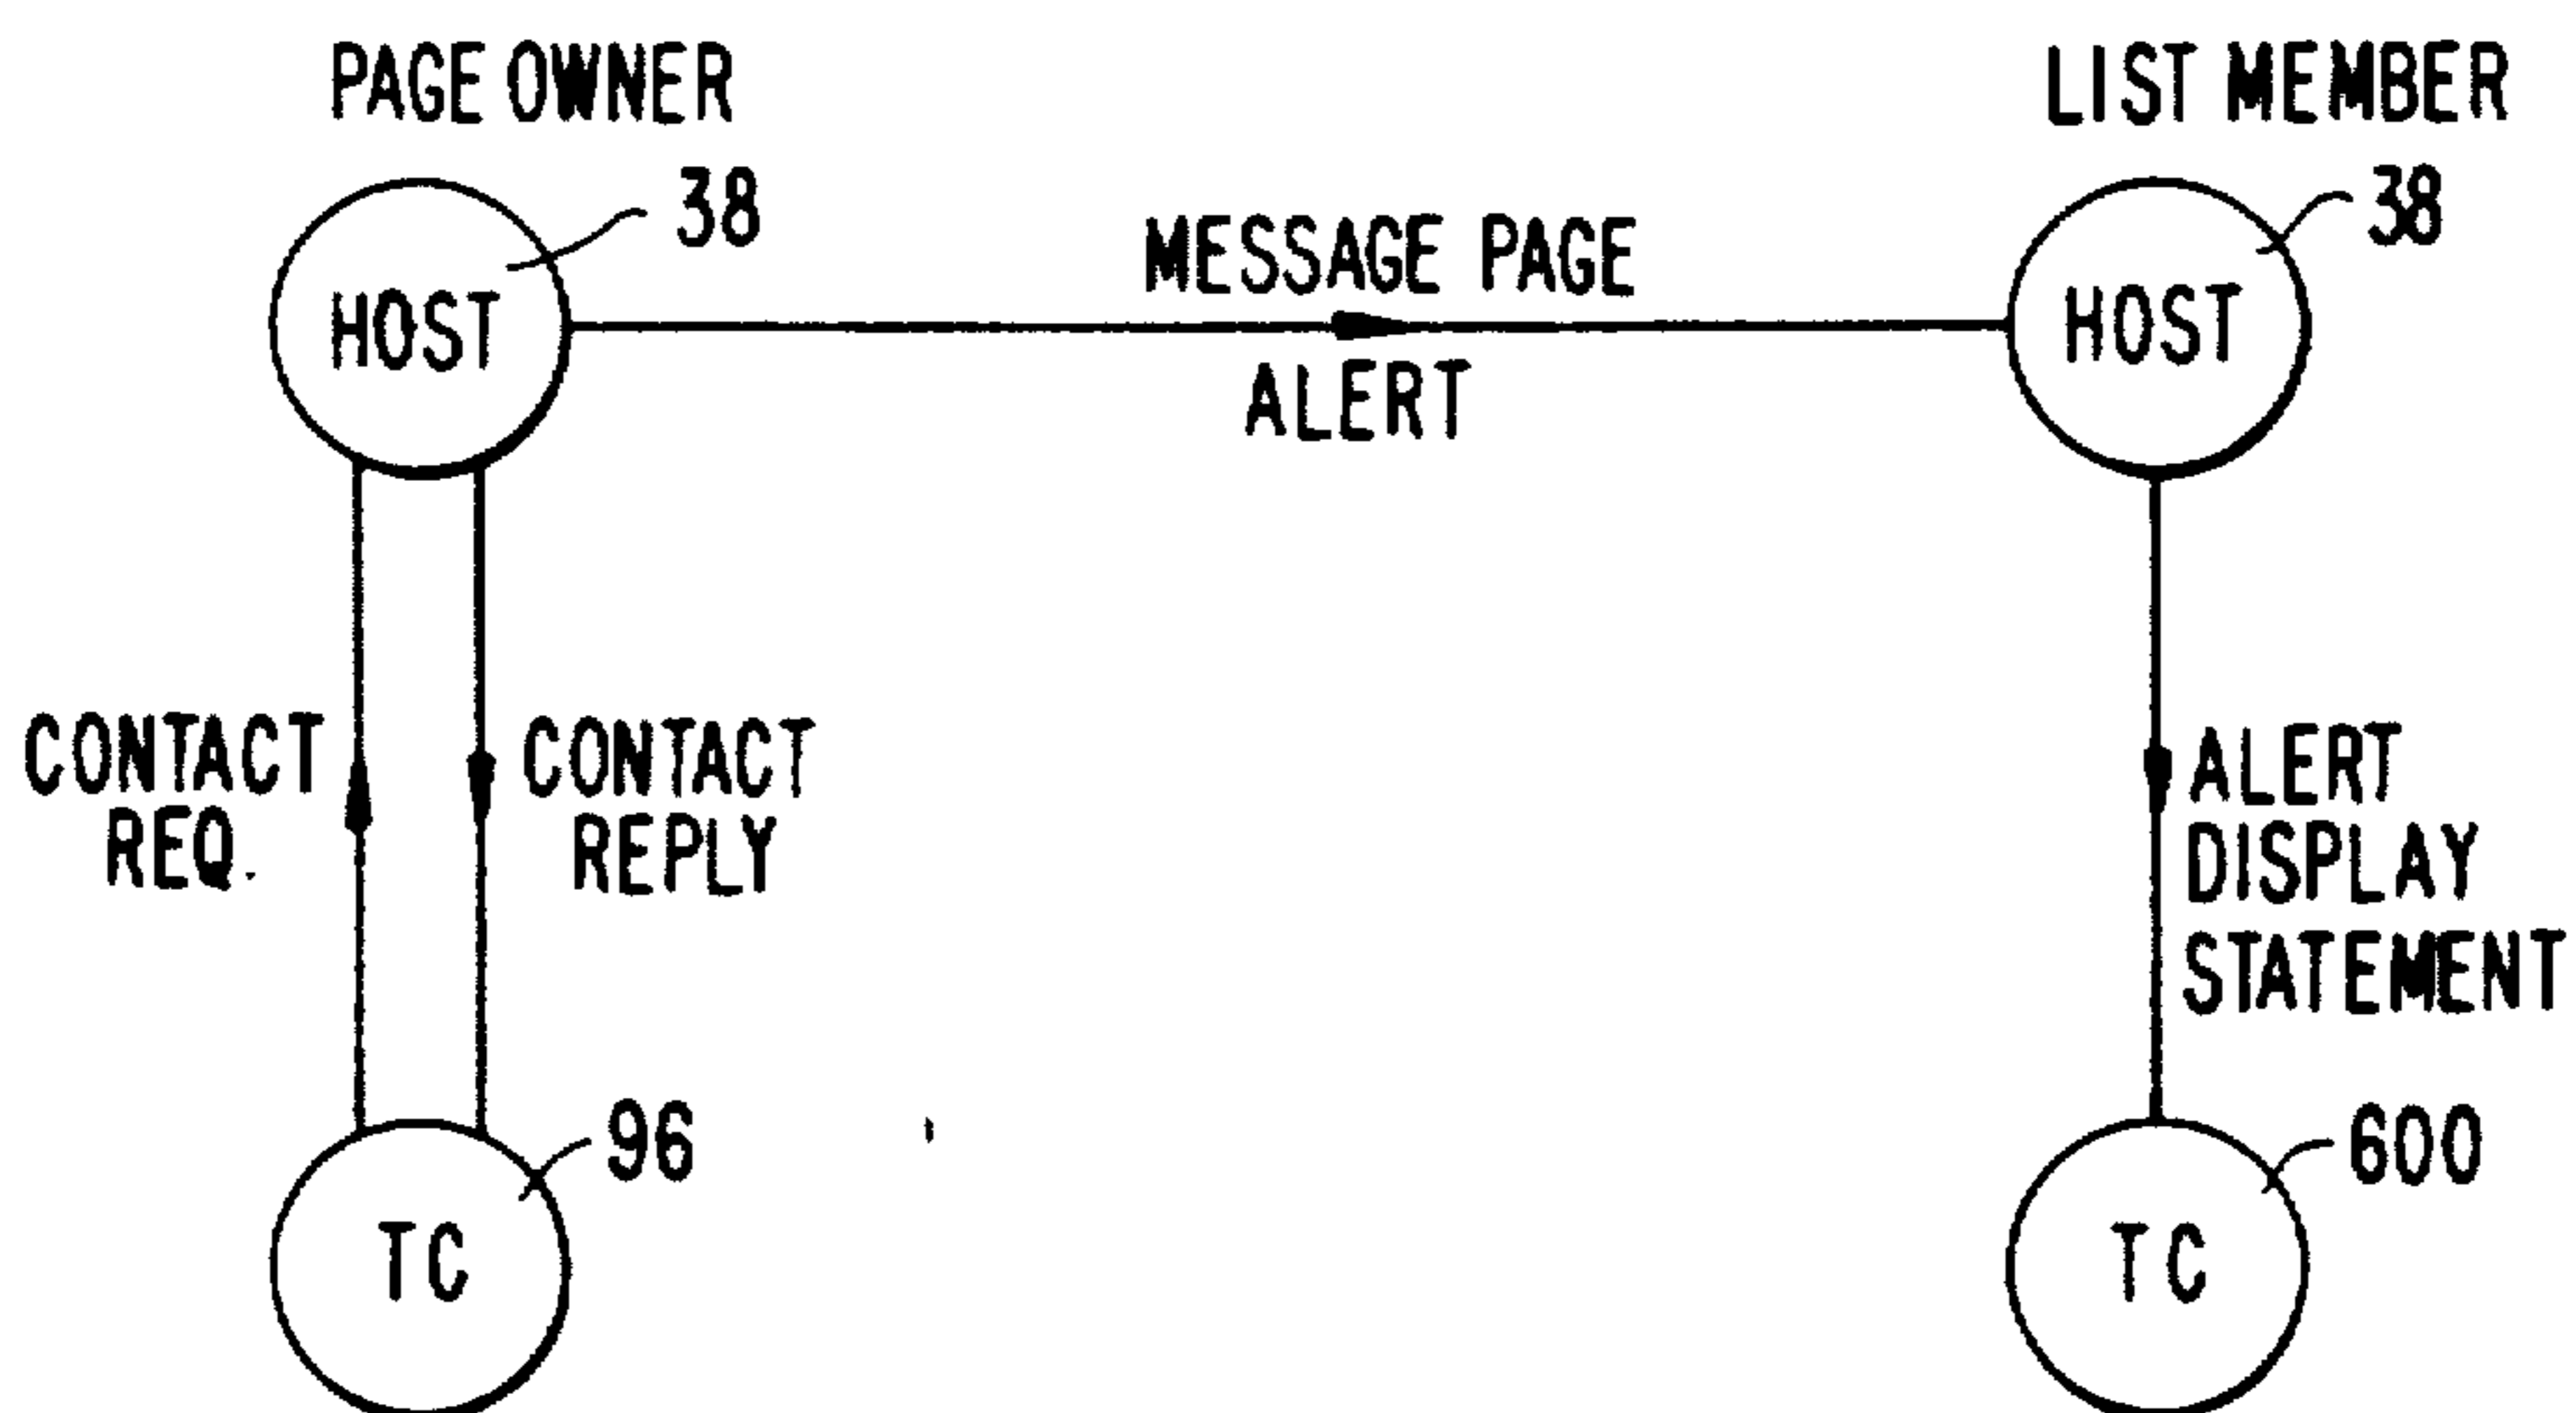 PAGE OWNER
LIST MEMBER
38
38
HOST
MESSAGE PAGE
HOST
ALERT
CONTACT
REQ.
CONTACT
REPLY
ALERT
DISPLAY
STATEMENT
96
600
TC
TC